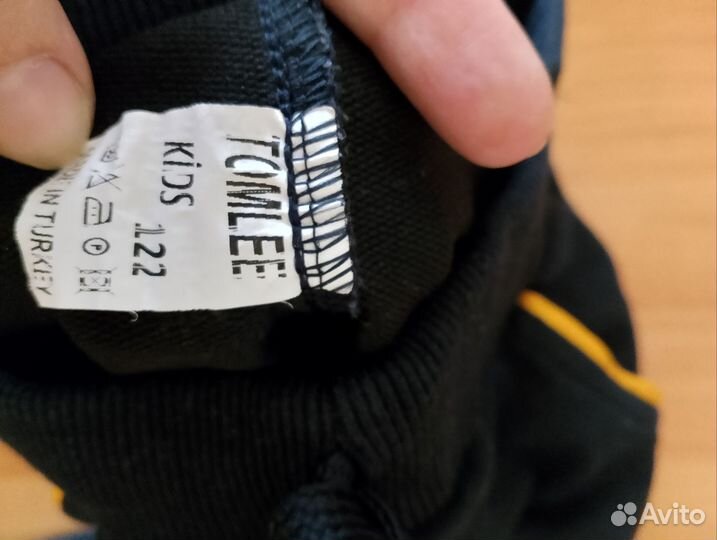 TOMLEE
KIDS 122
IN TURKEY
Avito